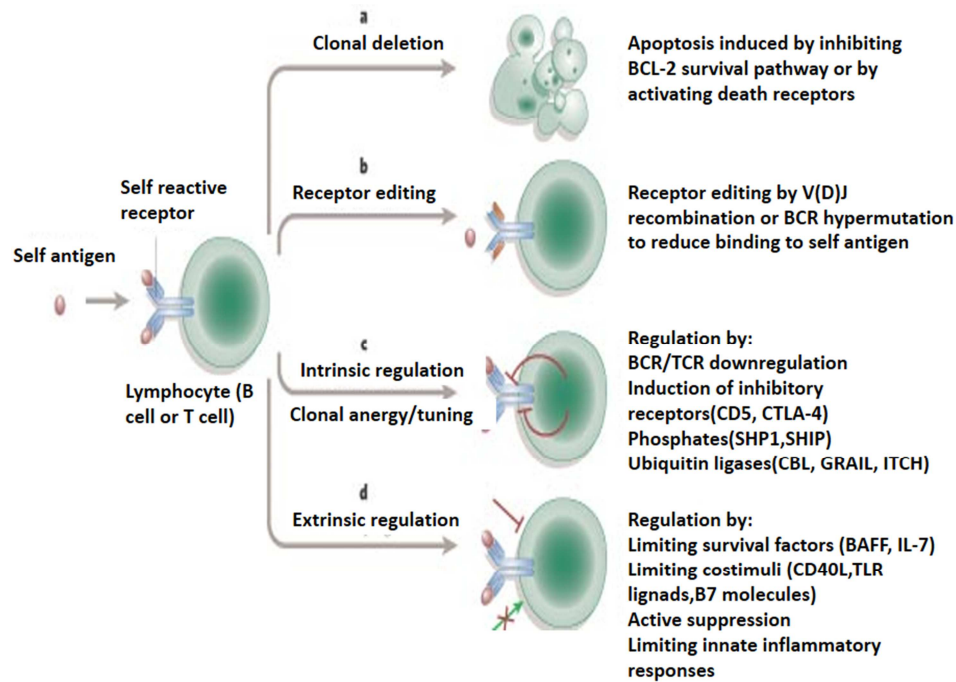 a
Clonal deletion
Apoptosis induced by inhibiting
BCL-2 survival pathway or by
activating death receptors
b
Receptor editing
Receptor editing by V(D)J
recombination or BCR hypermutation
to reduce binding to self antigen
Self reactive
receptor
Self antigen
Lymphocyte (B
cell or T cell)
c
Intrinsic regulation
Clonal anergy/tuning
Regulation by:
BCR/TCR downregulation
Induction of inhibitory
receptors(CD5, CTLA-4)
Phosphates(SHP1,SHIP)
Ubiquitin ligases(CBL, GRAIL, ITCH)
d
Extrinsic regulation
Regulation by:
Limiting survival factors (BAFF, IL-7)
Limiting costimuli (CD40L,TLR
lignads,B7 molecules)
Active suppression
Limiting innate inflammatory
responses